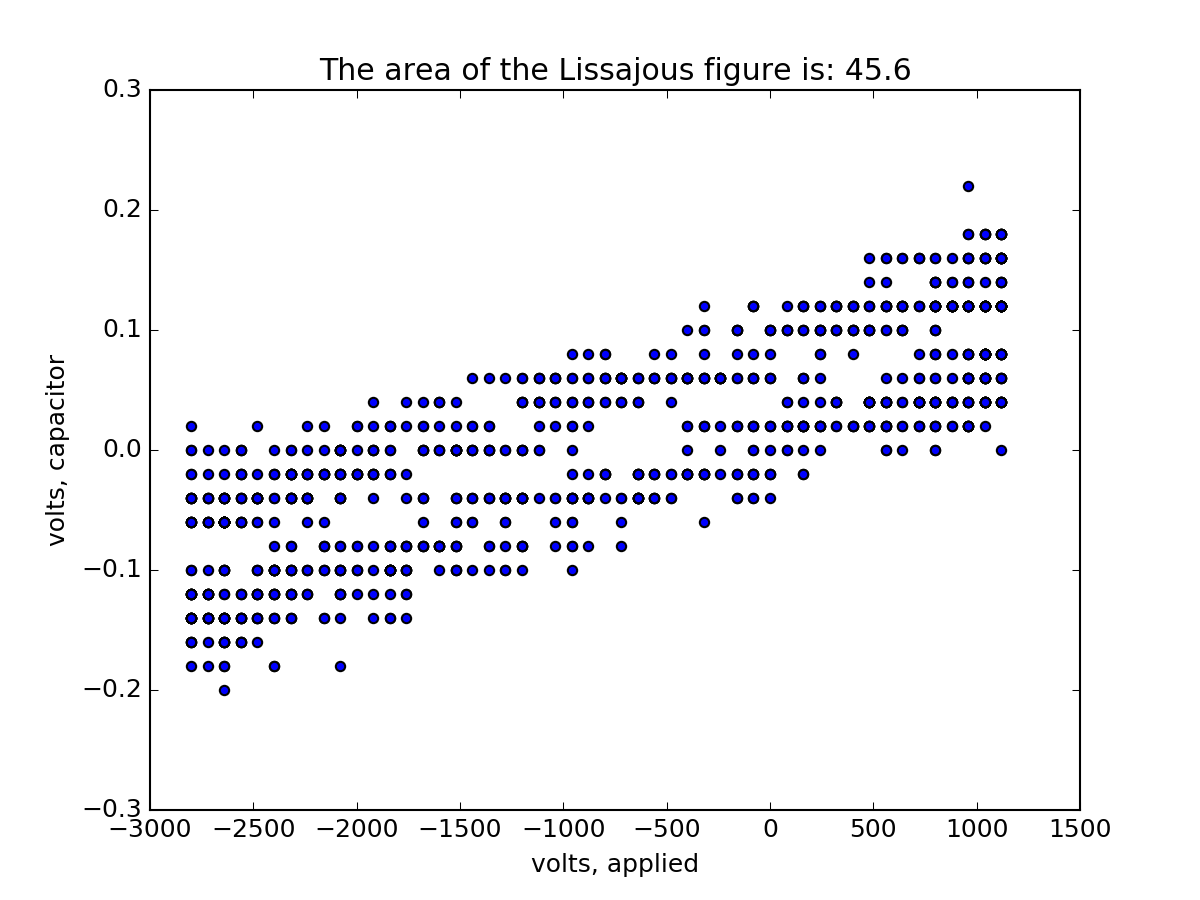 The area of the Lissajous figure is: 45.6
0.3
0.2
0.1
0.0
−0.1
−0.2
−0.3
volts, capacitor
−3000 −2500 −2000 −1500 −1000 −500 0 500 1000 1500
volts, applied